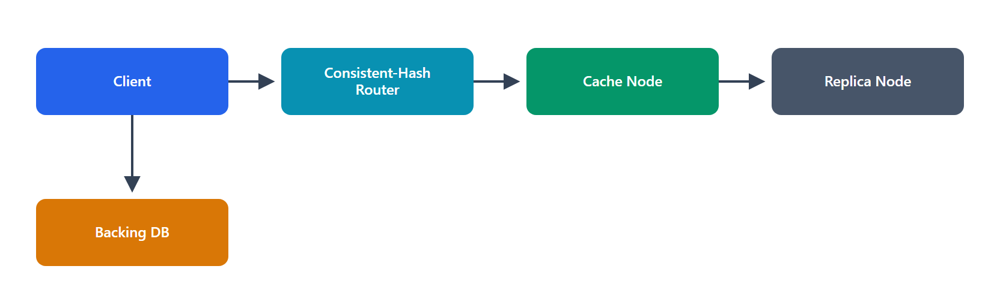 Client
Consistent-Hash
Router
Cache Node
Replica Node
Backing DB